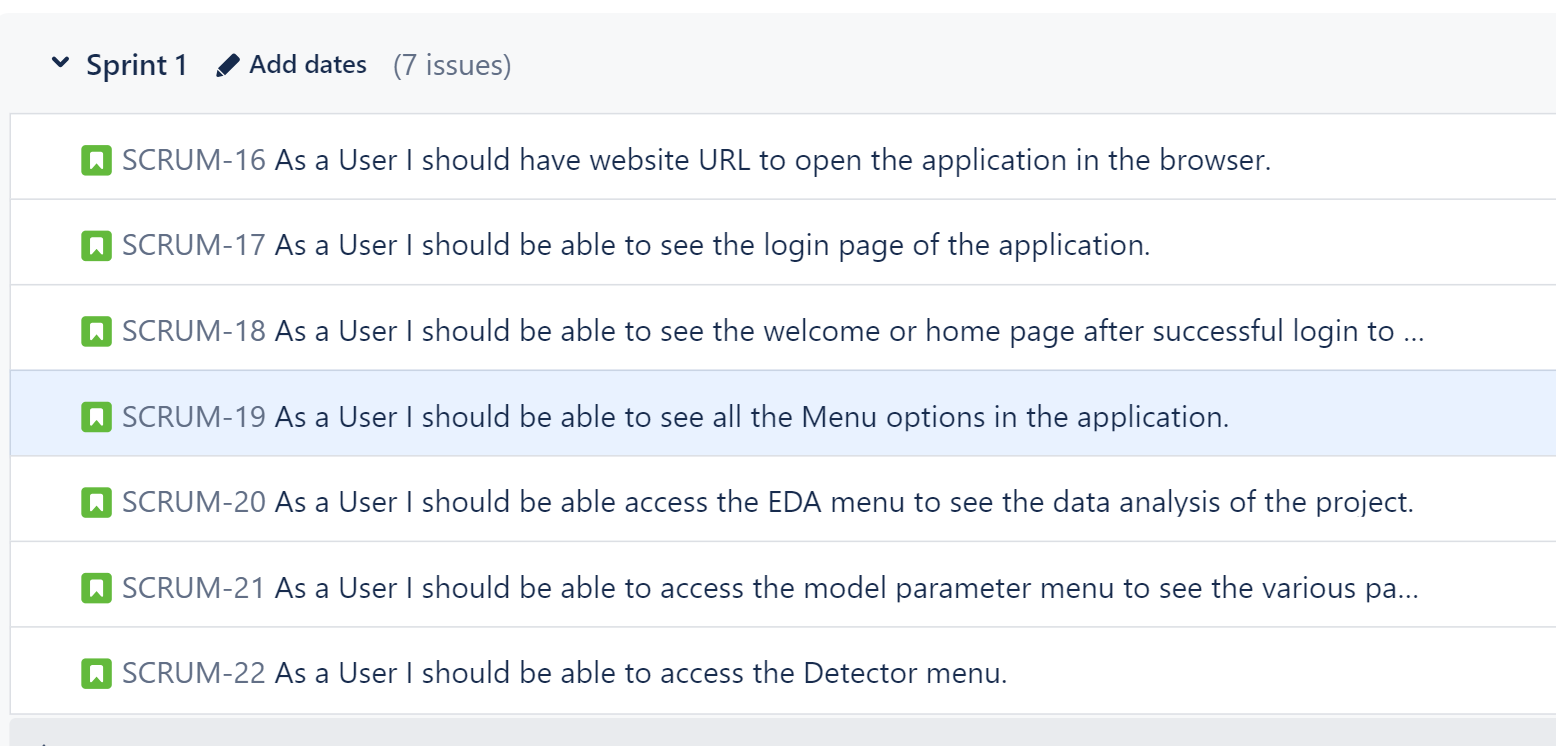 Sprint 1 Add dates (7 issues)
SCRUM-16 As a User I should have website URL to open the application in the browser.
SCRUM-17 As a User I should be able to see the login page of the application.
SCRUM-18 As a User I should be able to see the welcome or home page after successful login to ...
SCRUM-19 As a User I should be able to see all the Menu options in the application.
SCRUM-20 As a User I should be able access the EDA menu to see the data analysis of the project.
SCRUM-21 As a User I should be able to access the model parameter menu to see the various pa...
SCRUM-22 As a User I should be able to access the Detector menu.